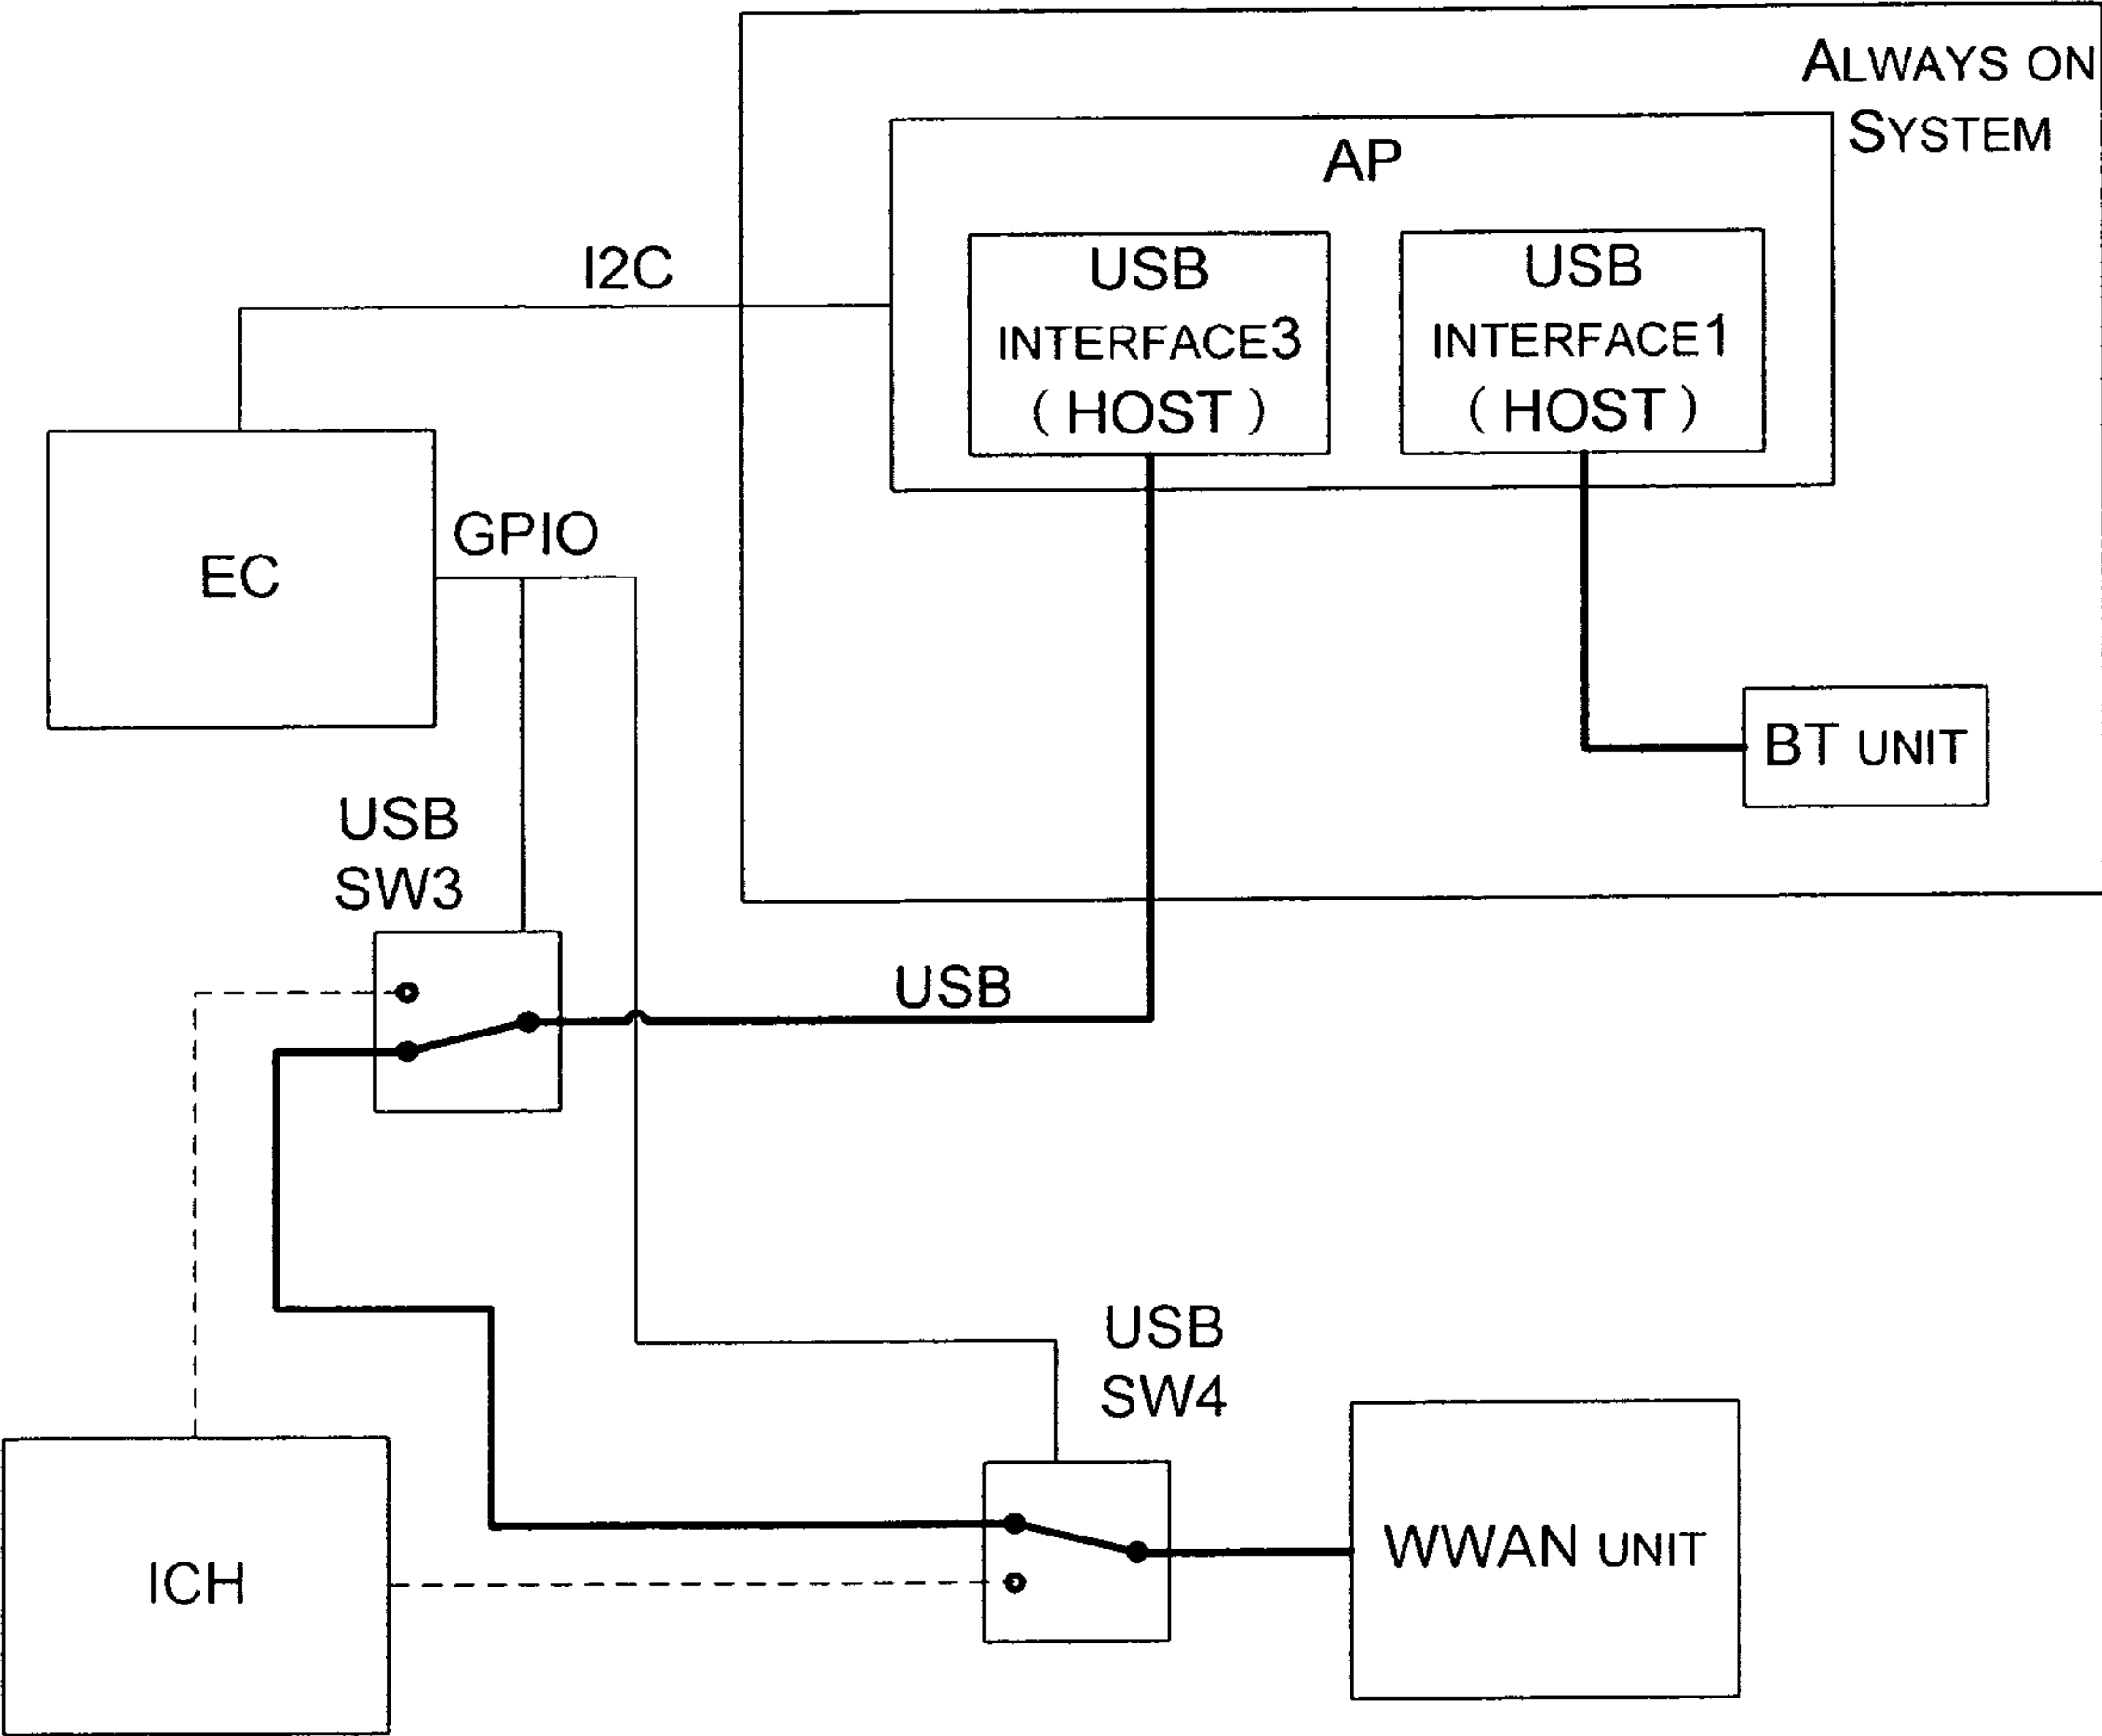 ALWAYS ON
SYSTEM
AP
I2C
USB
INTERFACE3
(HOST)
USB
INTERFACE1
(HOST)
GPIO
EC
BT UNIT
USB
SW3
USB
USB
SW4
WWAN UNIT
ICH